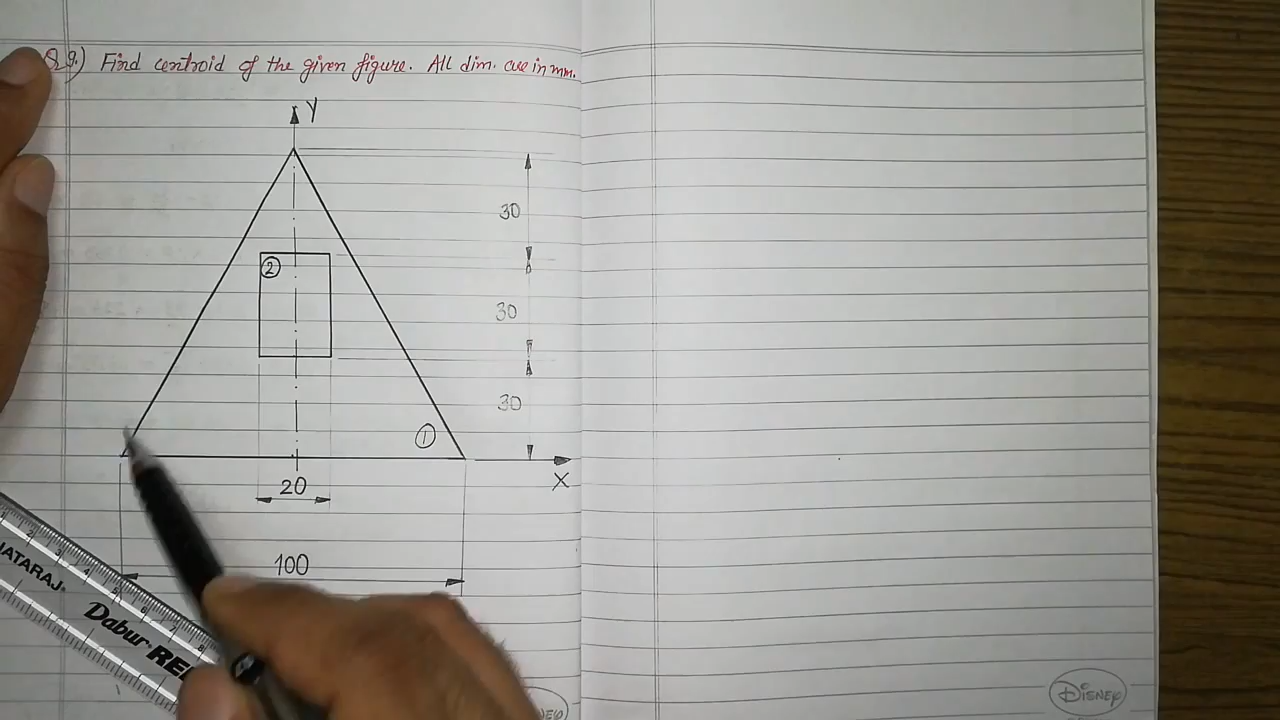 Q 9.) Find centroid of the given figure. All dim. are in mm.
Y
30
②
30
30
①
X
20
100
NATARAJ
Dabur RE
DISNEY